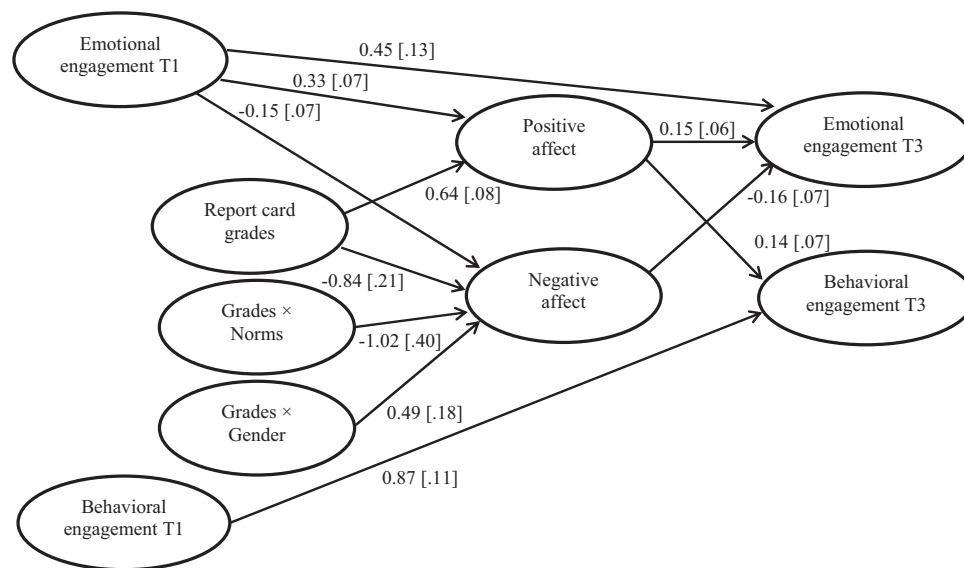 Emotional
engagement T1
0.45 [.13]
0.33 [.07]
-0.15 [.07]
Positive
affect
0.15 [.06]
Emotional
engagement T3
Report card
grades
0.64 [.08]
-0.16 [.07]
-0.84 [.21]
Negative
affect
0.14 [.07]
Behavioral
engagement T3
Grades ×
Norms
-1.02 [.40]
Grades ×
Gender
0.49 [.18]
0.87 [.11]
Behavioral
engagement T1